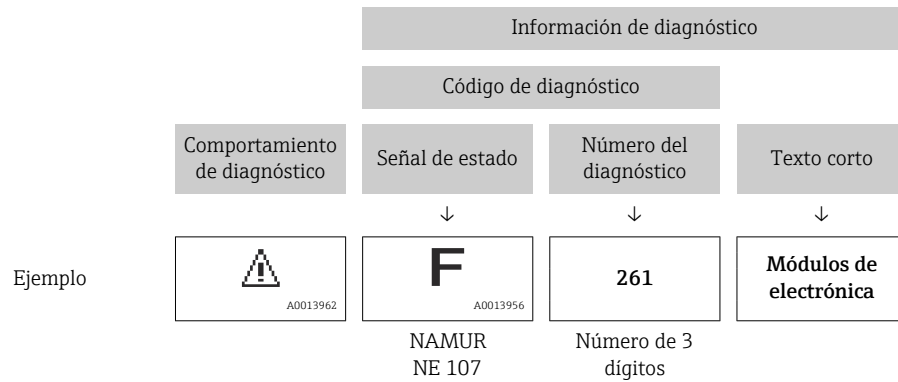 Información de diagnóstico
Código de diagnóstico
Comportamiento
de diagnóstico
Señal de estado
Número del
diagnóstico
Texto corto
↓ ↓ ↓
Ejemplo
A0013962
F
A0013956
261
Módulos de
electrónica
NAMUR
NE 107
Número de 3
dígitos